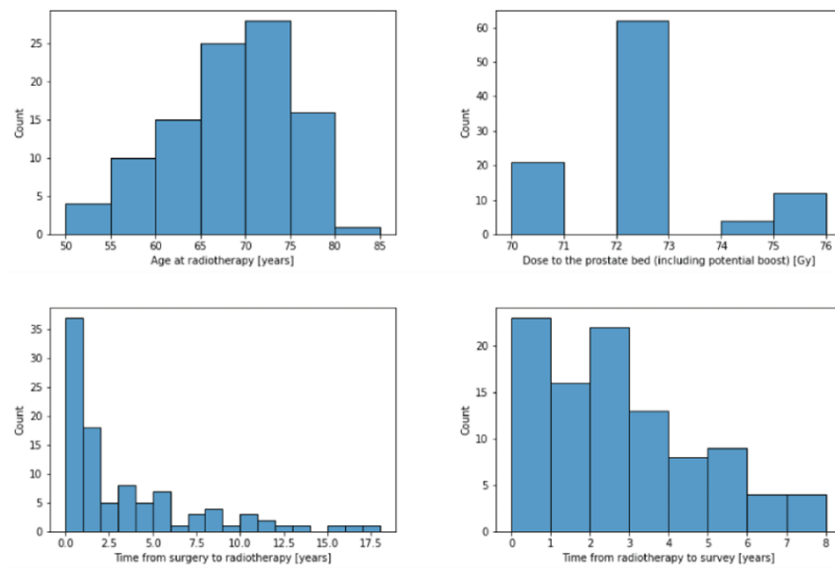 Count
25
20
15
10
5
0
50 55 60 65 70 75 80 85
Age at radiotherapy [years]
Count
60
50
40
30
20
10
0
70 71 72 73 74 75 76
Dose to the prostate bed (including potential boost) [Gy]
Count
35
30
25
20
15
10
5
0
0.0 2.5 5.0 7.5 10.0 12.5 15.0 17.5
Time from surgery to radiotherapy [years]
Count
20
15
10
5
0
0 1 2 3 4 5 6 7 8
Time from radiotherapy to survey [years]